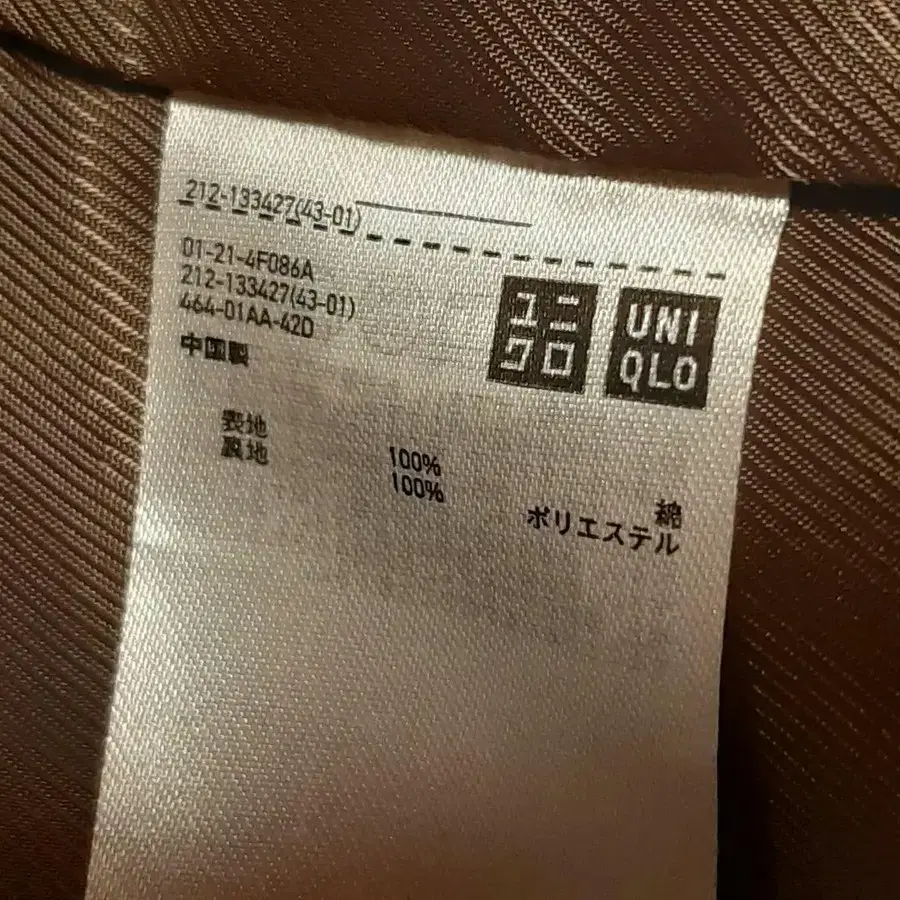 212-133427(43-01)
01-21-4F086A
212-133427(43-01)
464-01AA-42D
中国製
ユニ
クロ
UNI
QLO
表地 100% 綿
裏地 100% ポリエステル